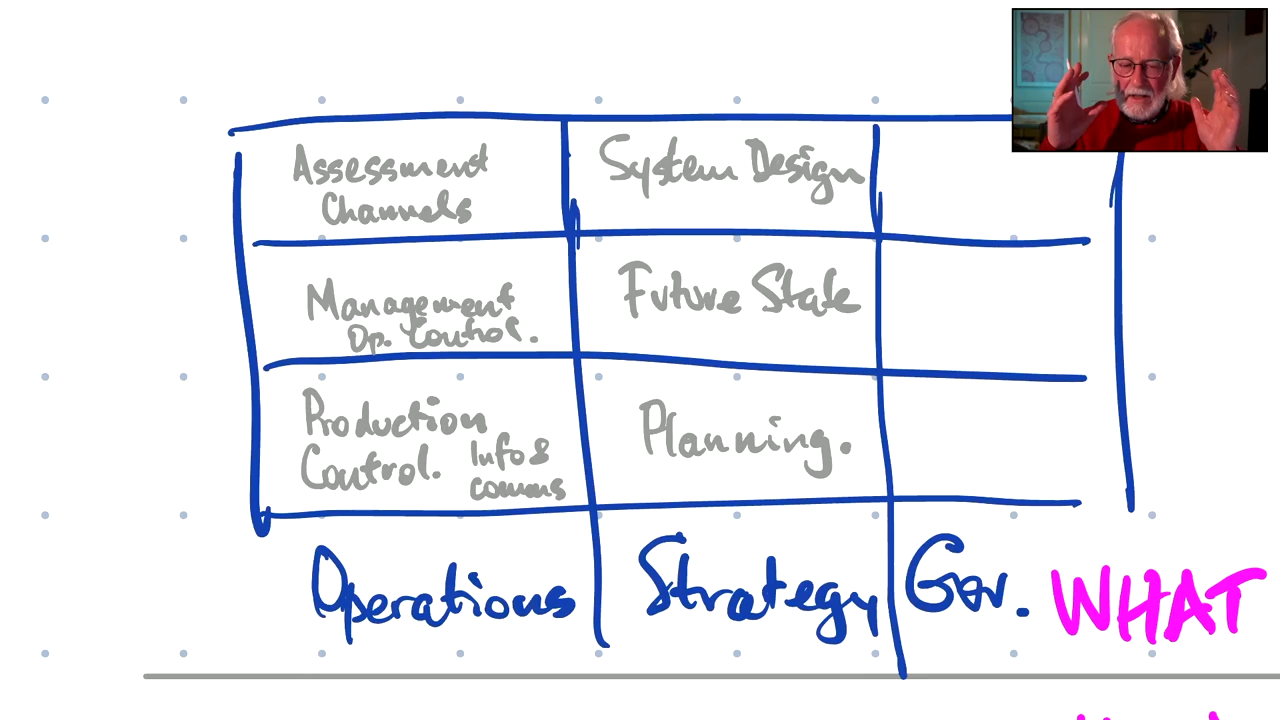 Assessment
Channels
System Design
Management
Op. Control.
Future State
Production
Control. Info &
comms
Planning.
Operations
Strategy
Gov.
WHAT